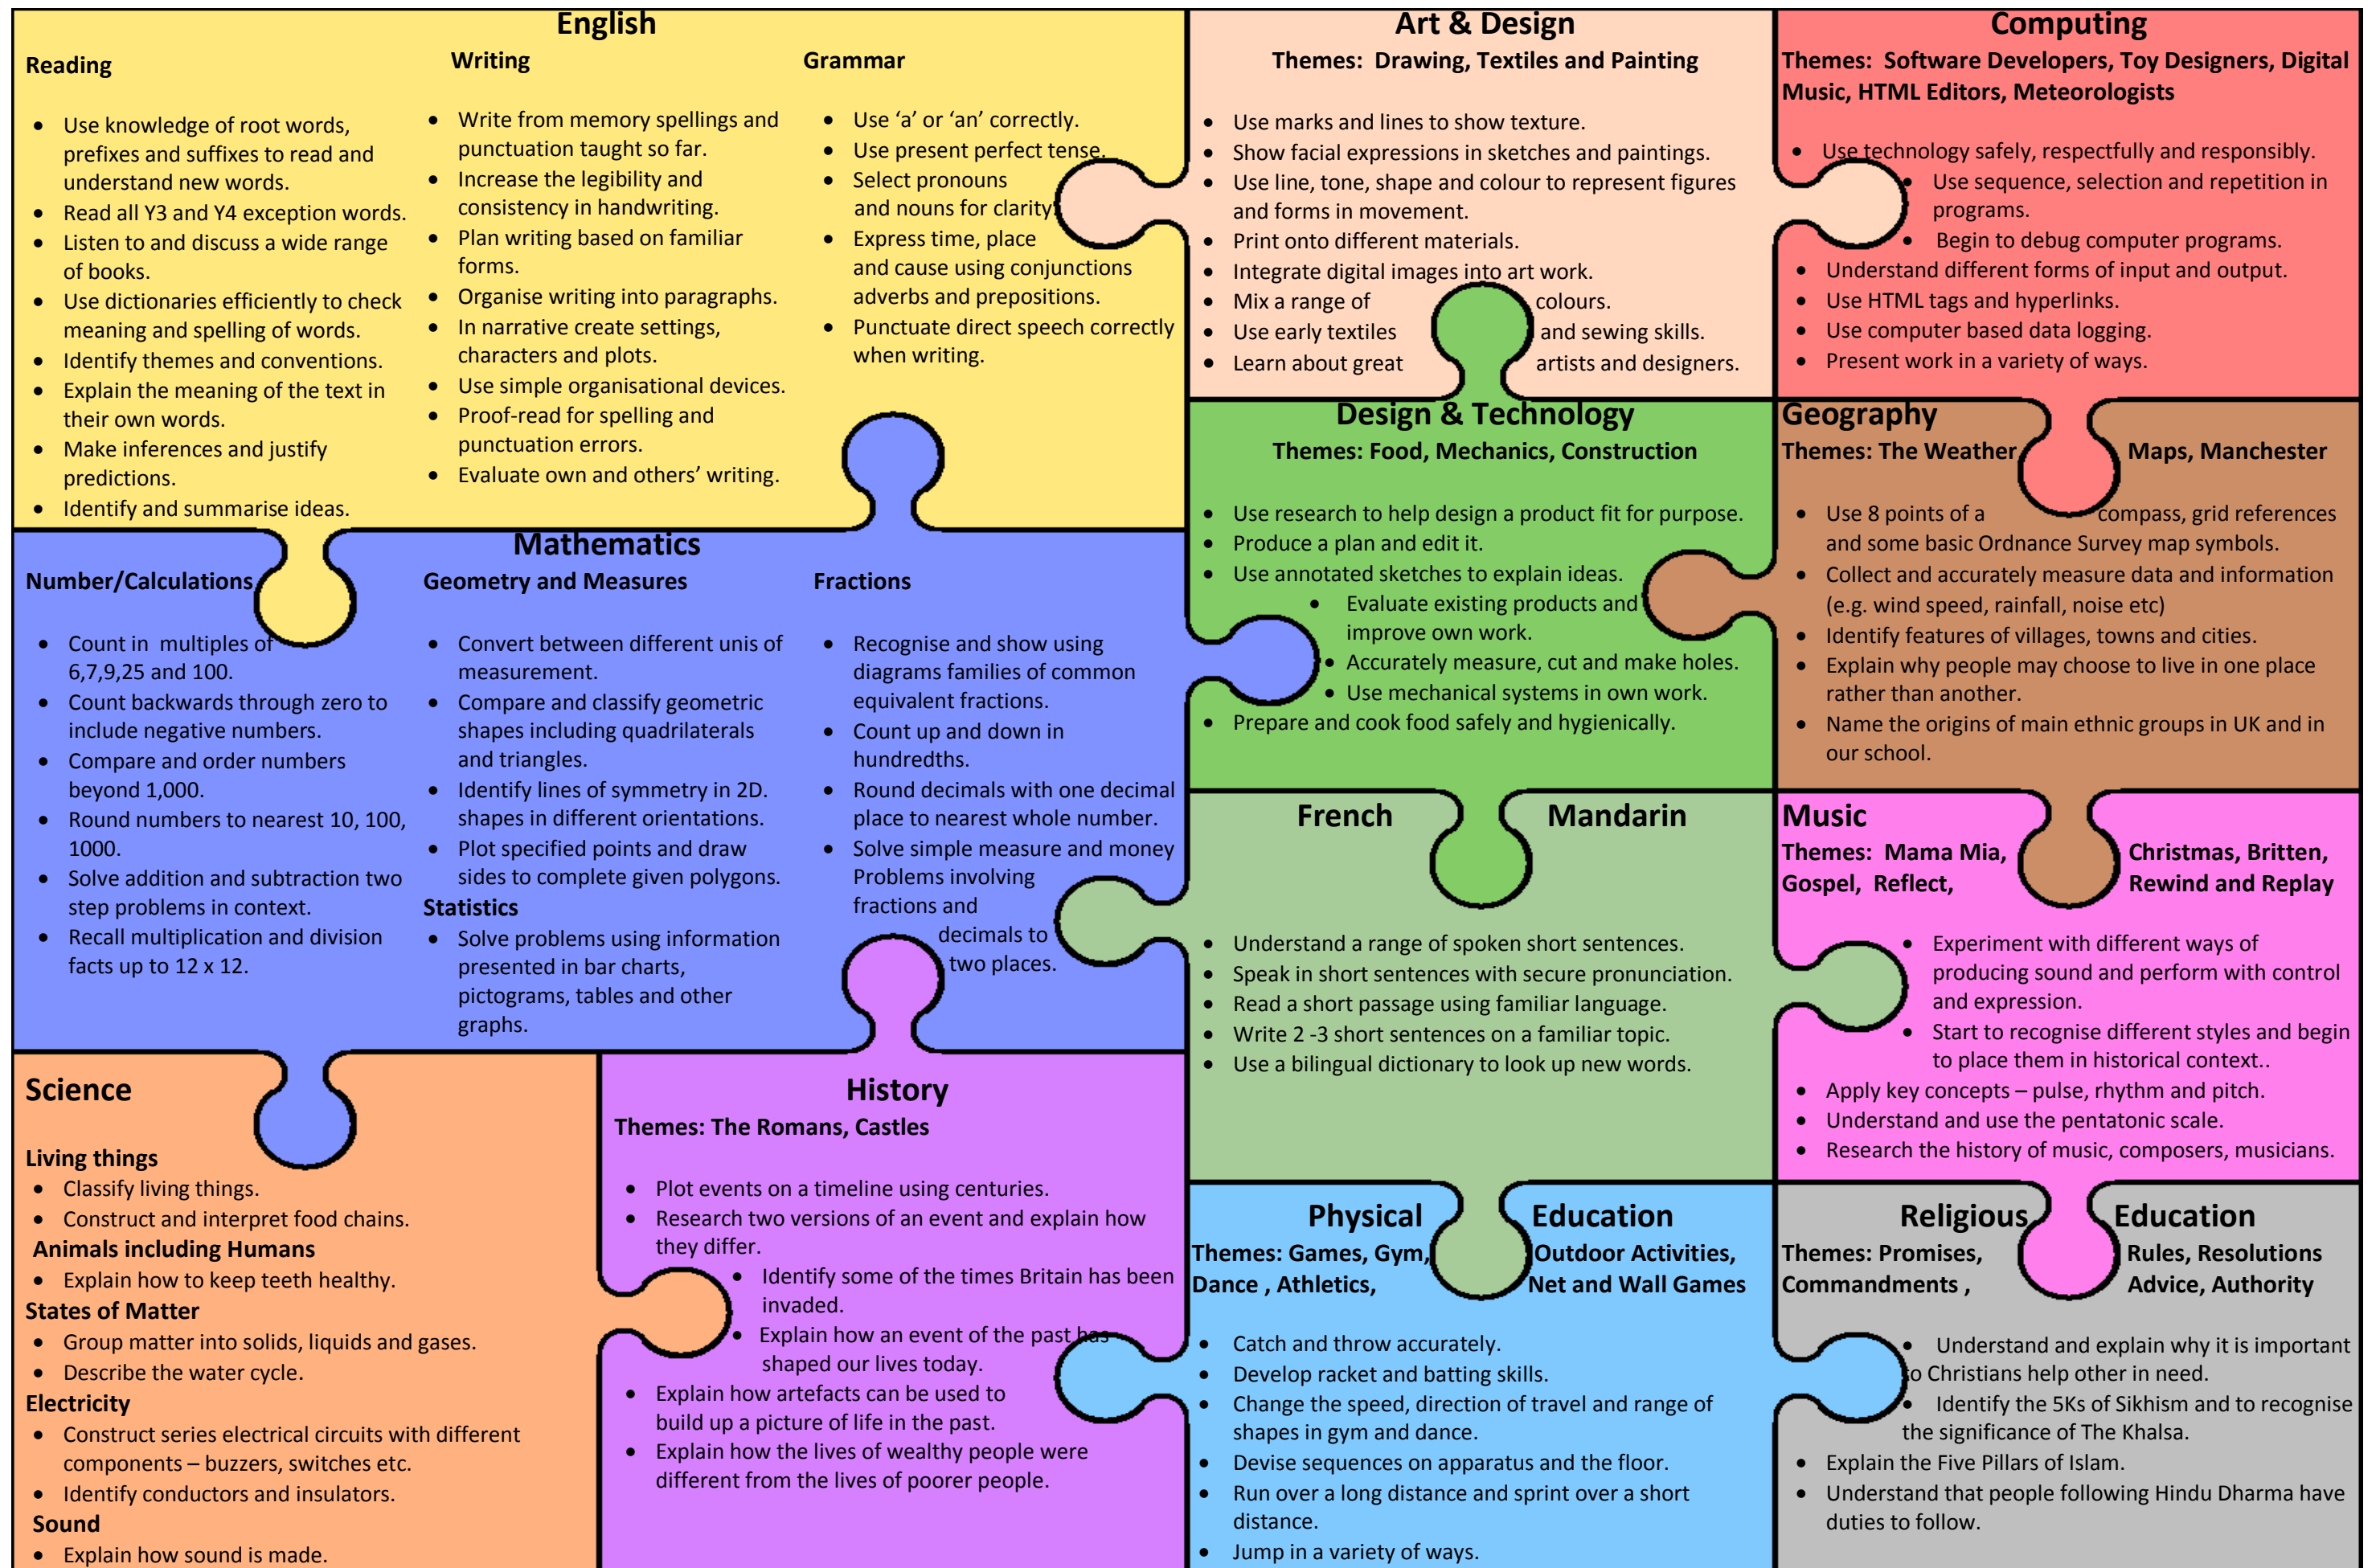 English
Reading
Use knowledge of root words,
prefixes and suffixes to read and
understand new words.
Read all Y3 and Y4 exception words.
Listen to and discuss a wide range
of books.
Use dictionaries efficiently to check
meaning and spelling of words.
Identify themes and conventions.
Explain the meaning of the text in
their own words.
Make inferences and justify
predictions.
Identify and summarise ideas.
Writing
Write from memory spellings and
punctuation taught so far.
Increase the legibility and
consistency in handwriting.
Plan writing based on familiar
forms.
Organise writing into paragraphs.
In narrative create settings,
characters and plots.
Use simple organisational devices.
Proof-read for spelling and
punctuation errors.
Evaluate own and others’ writing.
Grammar
Use ‘a’ or ‘an’ correctly.
Use present perfect tense.
Select pronouns
and nouns for clarity.
Express time, place
and cause using conjunctions
adverbs and prepositions.
Punctuate direct speech correctly
when writing.
Art & Design
Themes: Drawing, Textiles and Painting
Use marks and lines to show texture.
Show facial expressions in sketches and paintings.
Use line, tone, shape and colour to represent figures
and forms in movement.
Print onto different materials.
Integrate digital images into art work.
Mix a range of colours.
Use early textiles and sewing skills.
Learn about great artists and designers.
Computing
Themes: Software Developers, Toy Designers, Digital
Music, HTML Editors, Meteorologists
Use technology safely, respectfully and responsibly.
Use sequence, selection and repetition in
programs.
Begin to debug computer programs.
Understand different forms of input and output.
Use HTML tags and hyperlinks.
Use computer based data logging.
Present work in a variety of ways.
Mathematics
Number/Calculations
Count in multiples of
6,7,9,25 and 100.
Count backwards through zero to
include negative numbers.
Compare and order numbers
beyond 1,000.
Round numbers to nearest 10, 100,
1000.
Solve addition and subtraction two
step problems in context.
Recall multiplication and division
facts up to 12 x 12.
Geometry and Measures
Convert between different unis of
measurement.
Compare and classify geometric
shapes including quadrilaterals
and triangles.
Identify lines of symmetry in 2D.
shapes in different orientations.
Plot specified points and draw
sides to complete given polygons.
Statistics
Solve problems using information
presented in bar charts,
pictograms, tables and other
graphs.
Fractions
Recognise and show using
diagrams families of common
equivalent fractions.
Count up and down in
hundredths.
Round decimals with one decimal
place to nearest whole number.
Solve simple measure and money
Problems involving
fractions and
decimals to
two places.
Design & Technology
Themes: Food, Mechanics, Construction
Use research to help design a product fit for purpose.
Produce a plan and edit it.
Use annotated sketches to explain ideas.
Evaluate existing products and
improve own work.
Accurately measure, cut and make holes.
Use mechanical systems in own work.
Prepare and cook food safely and hygienically.
Geography
Themes: The Weather Maps, Manchester
Use 8 points of a compass, grid references
and some basic Ordnance Survey map symbols.
Collect and accurately measure data and information
(e.g. wind speed, rainfall, noise etc)
Identify features of villages, towns and cities.
Explain why people may choose to live in one place
rather than another.
Name the origins of main ethnic groups in UK and in
our school.
French Mandarin
Understand a range of spoken short sentences.
Speak in short sentences with secure pronunciation.
Read a short passage using familiar language.
Write 2 -3 short sentences on a familiar topic.
Use a bilingual dictionary to look up new words.
Music
Themes: Mama Mia, Christmas, Britten,
Gospel, Reflect, Rewind and Replay
Experiment with different ways of
producing sound and perform with control
and expression.
Start to recognise different styles and begin
to place them in historical context..
Apply key concepts – pulse, rhythm and pitch.
Understand and use the pentatonic scale.
Research the history of music, composers, musicians.
Science
Living things
Classify living things.
Construct and interpret food chains.
Animals including Humans
Explain how to keep teeth healthy.
States of Matter
Group matter into solids, liquids and gases.
Describe the water cycle.
Electricity
Construct series electrical circuits with different
components – buzzers, switches etc.
Identify conductors and insulators.
Sound
Explain how sound is made.
History
Themes: The Romans, Castles
Plot events on a timeline using centuries.
Research two versions of an event and explain how
they differ.
Identify some of the times Britain has been
invaded.
Explain how an event of the past has
shaped our lives today.
Explain how artefacts can be used to
build up a picture of life in the past.
Explain how the lives of wealthy people were
different from the lives of poorer people.
Physical Education
Themes: Games, Gym, Outdoor Activities,
Dance , Athletics, Net and Wall Games
Catch and throw accurately.
Develop racket and batting skills.
Change the speed, direction of travel and range of
shapes in gym and dance.
Devise sequences on apparatus and the floor.
Run over a long distance and sprint over a short
distance.
Jump in a variety of ways.
Religious Education
Themes: Promises, Rules, Resolutions
Commandments , Advice, Authority
Understand and explain why it is important
to Christians help other in need.
Identify the 5Ks of Sikhism and to recognise
the significance of The Khalsa.
Explain the Five Pillars of Islam.
Understand that people following Hindu Dharma have
duties to follow.